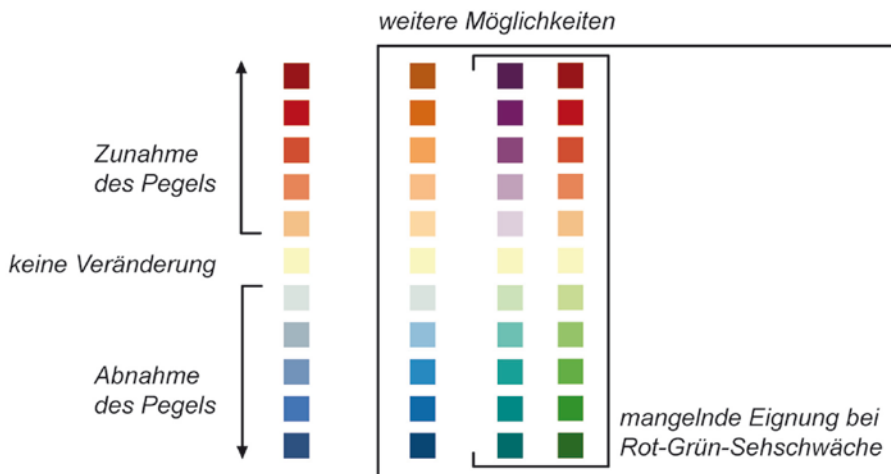 weitere Möglichkeiten
Zunahme
des Pegels
keine Veränderung
Abnahme
des Pegels
mangelnde Eignung bei
Rot-Grün-Sehschwäche